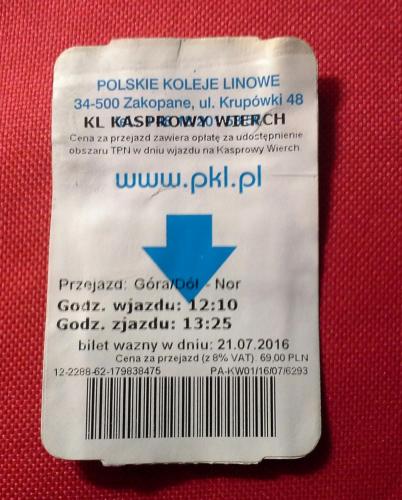 POLSKIE KOLEJE LINOWE
34-500 Zakopane, ul. Krupówki 48
KL KASPROWY WIERCH
Cena za przejazd zawiera opłatę za udostępnienie
obszaru TPN w dniu wjazdu na Kasprowy Wierch
www.pkl.pl
Przejazd: Góra/Dół - Nor
Godz. wjazdu: 12:10
Godz. zjazdu: 13:25
bilet wazny w dniu: 21.07.2016
Cena za przejazd (z 8% VAT): 69,00 PLN
12-2288-62-179838475 PA-KW01/16/07/6293